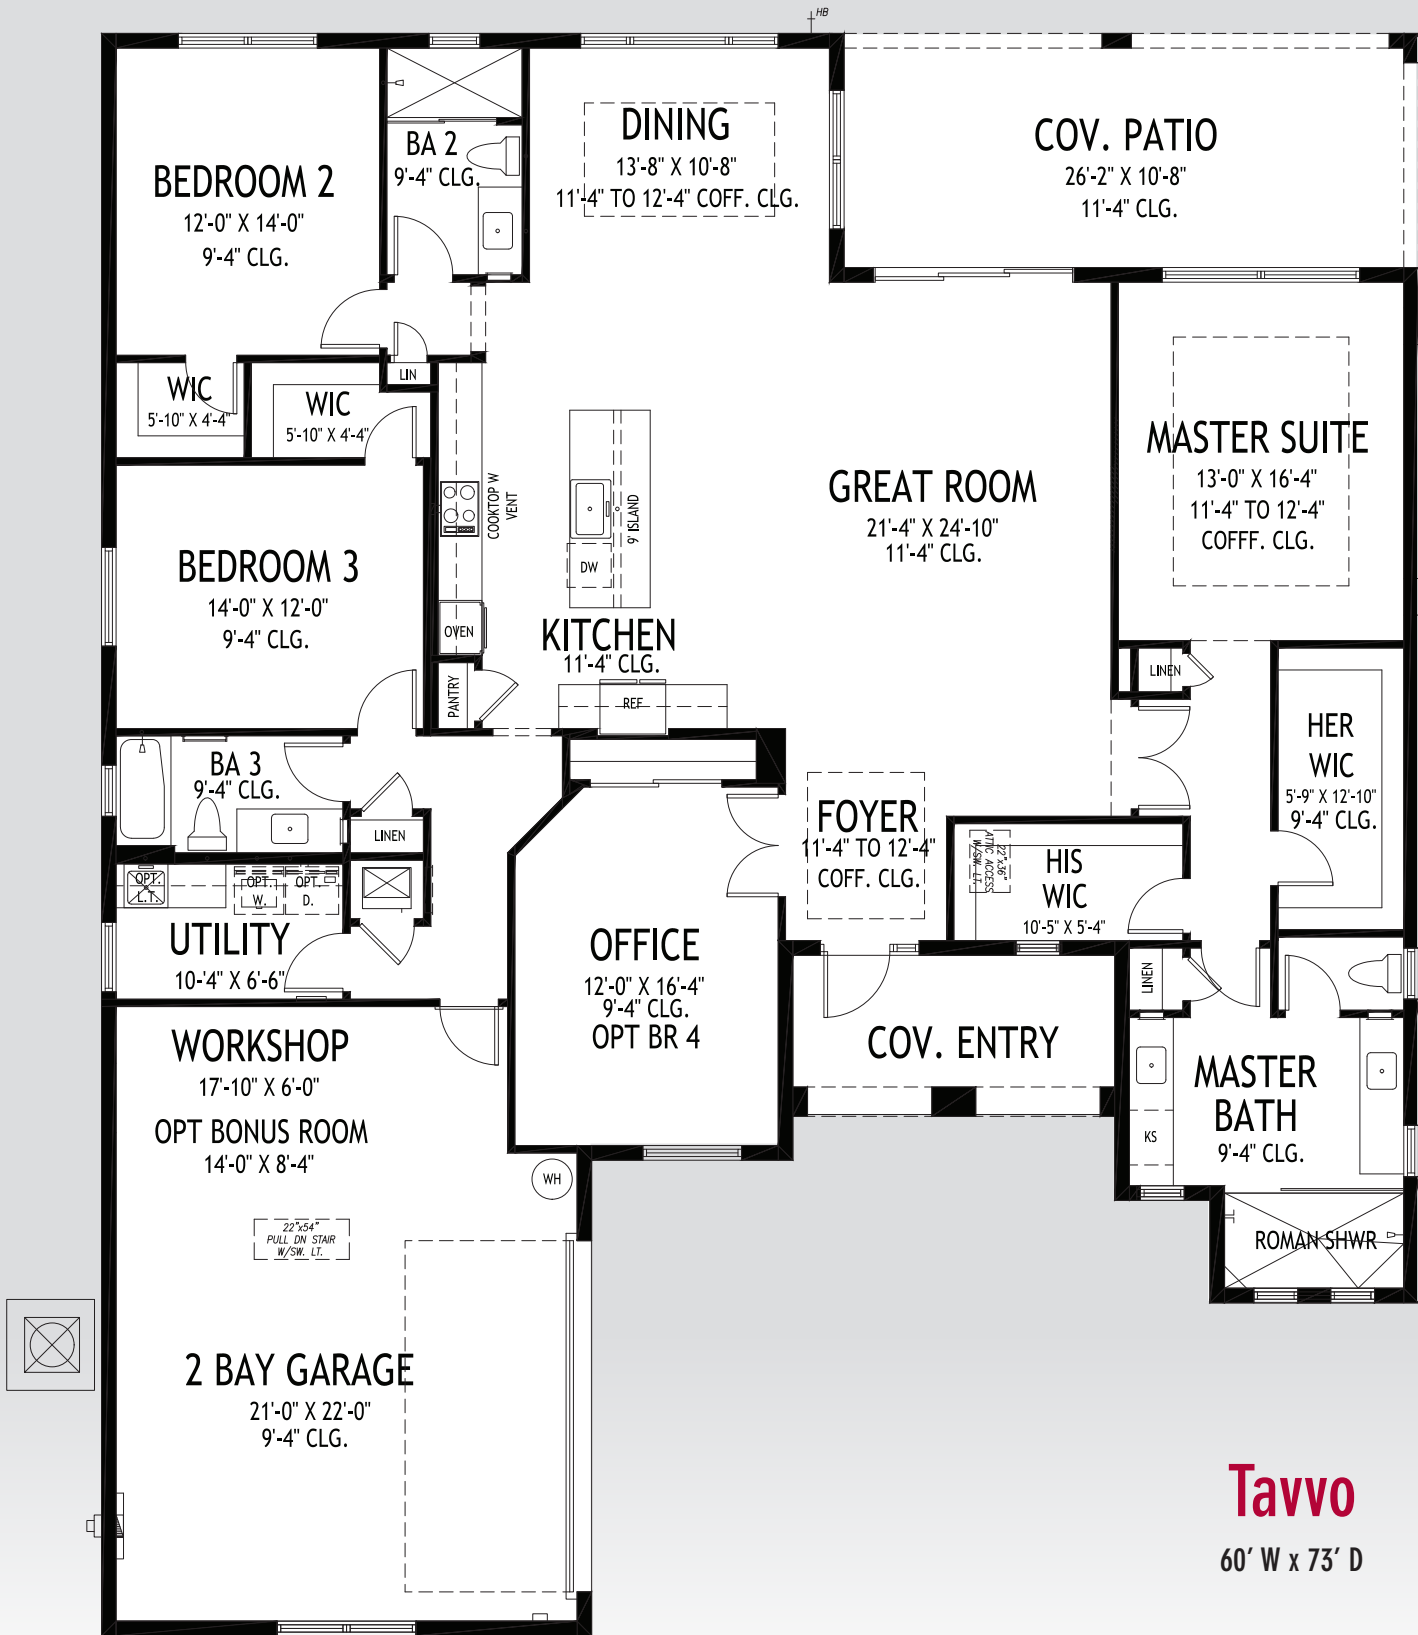 HB
BEDROOM 2
12'-0" X 14'-0"
9'-4" CLG.
BA 2
9'-4" CLG.
DINING
13'-8" X 10'-8"
11'-4" TO 12'-4" COFF. CLG.
COV. PATIO
26'-2" X 10'-8"
11'-4" CLG.
WIC
5'-10" X 4'-4"
WIC
5'-10" X 4'-4"
LIN
COOKTOP W
VENT
9' ISLAND
DW
OVEN
KITCHEN
11'-4" CLG.
PANTRY
REF
GREAT ROOM
21'-4" X 24'-10"
11'-4" CLG.
MASTER SUITE
13'-0" X 16'-4"
11'-4" TO 12'-4"
COFFF. CLG.
BEDROOM 3
14'-0" X 12'-0"
9'-4" CLG.
LINEN
HER
WIC
5'-9" X 12'-10"
9'-4" CLG.
BA 3
9'-4" CLG.
LINEN
FOYER
11'-4" TO 12'-4"
COFF. CLG.
22"x36"
ATTIC ACCESS
W/SW. LT.
HIS
WIC
10'-5" X 5'-4"
OPT.
L.T.
OPT.
W.
OPT.
D.
UTILITY
10-'4" X 6'-6"
OFFICE
12'-0" X 16'-4"
9'-4" CLG.
OPT BR 4
COV. ENTRY
LINEN
MASTER
BATH
9'-4" CLG.
KS
ROMAN SHWR
WORKSHOP
17'-10" X 6'-0"
OPT BONUS ROOM
14'-0" X 8'-4"
WH
22"x54"
PULL DN STAIR
W/SW. LT.
2 BAY GARAGE
21'-0" X 22'-0"
9'-4" CLG.
Tavvo
60' W x 73' D